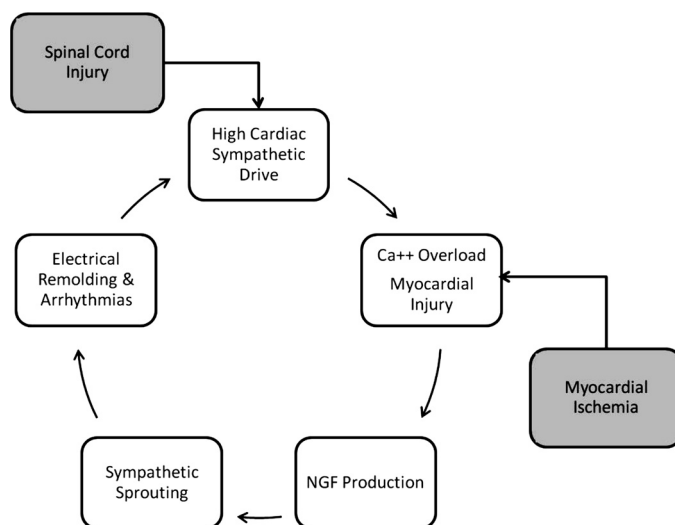 Spinal Cord
Injury
High Cardiac
Sympathetic
Drive
Electrical
Remolding &
Arrhythmias
Ca++ Overload
Myocardial
Injury
Myocardial
Ischemia
Sympathetic
Sprouting
NGF Production